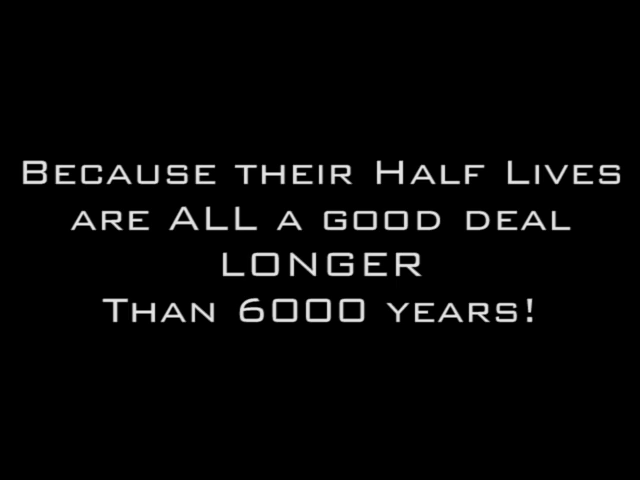 Because their Half Lives
are ALL a good deal
LONGER
Than 6000 years!